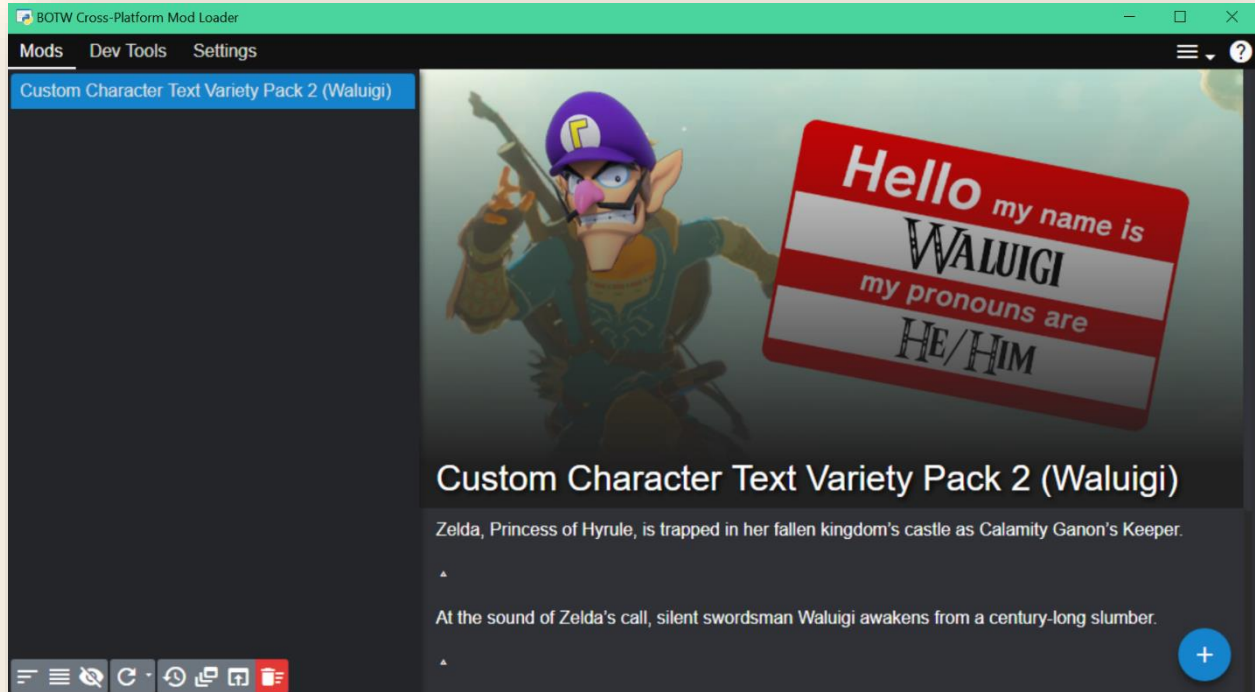 BOTW Cross-Platform Mod Loader
Mods Dev Tools Settings
Custom Character Text Variety Pack 2 (Waluigi)
Hello my name is
WALUIGI
my pronouns are
HE/HIM
Custom Character Text Variety Pack 2 (Waluigi)
Zelda, Princess of Hyrule, is trapped in her fallen kingdom's castle as Calamity Ganon's Keeper.
At the sound of Zelda's call, silent swordsman Waluigi awakens from a century-long slumber.